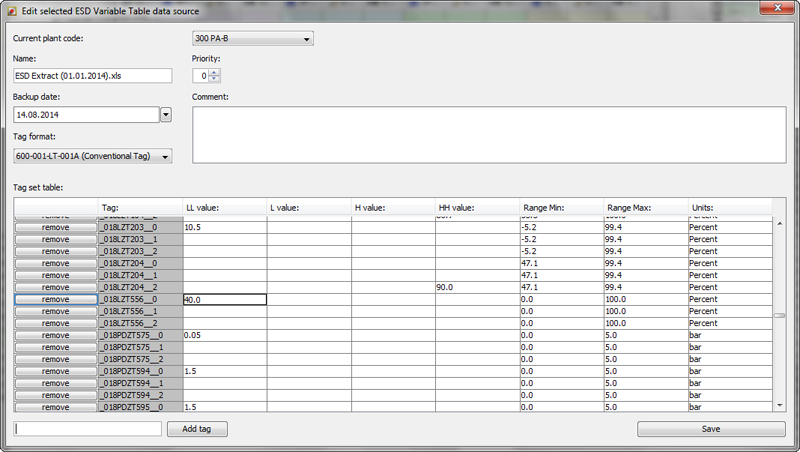 Edit selected ESD Variable Table data source
Current plant code:
300 PA-B
Name:
Priority:
ESD Extract (01.01.2014).xls
0
Backup date:
Comment:
14.08.2014
Tag format:
600-001-LT-001A (Conventional Tag)
Tag set table:
Tag: LL value: L value: H value: HH value: Range Min: Range Max: Units:
remove _018LZT203__0 10.5 -5.2 99.4 Percent
remove _018LZT203__1 -5.2 99.4 Percent
remove _018LZT203__2 -5.2 99.4 Percent
remove _018LZT204__0 47.1 99.4 Percent
remove _018LZT204__1 47.1 99.4 Percent
remove _018LZT204__2 90.0 47.1 99.4 Percent
remove _018LZT556__0 40.0 0.0 100.0 Percent
remove _018LZT556__1 0.0 100.0 Percent
remove _018LZT556__2 0.0 100.0 Percent
remove _018PDZT575__0 0.05 0.0 5.0 bar
remove _018PDZT575__1 0.0 5.0 bar
remove _018PDZT575__2 0.0 5.0 bar
remove _018PDZT594__0 1.5 0.0 5.0 bar
remove _018PDZT594__1 0.0 5.0 bar
remove _018PDZT594__2 0.0 5.0 bar
remove _018PDZT595__0 1.5 0.0 5.0 bar
Add tag
Save